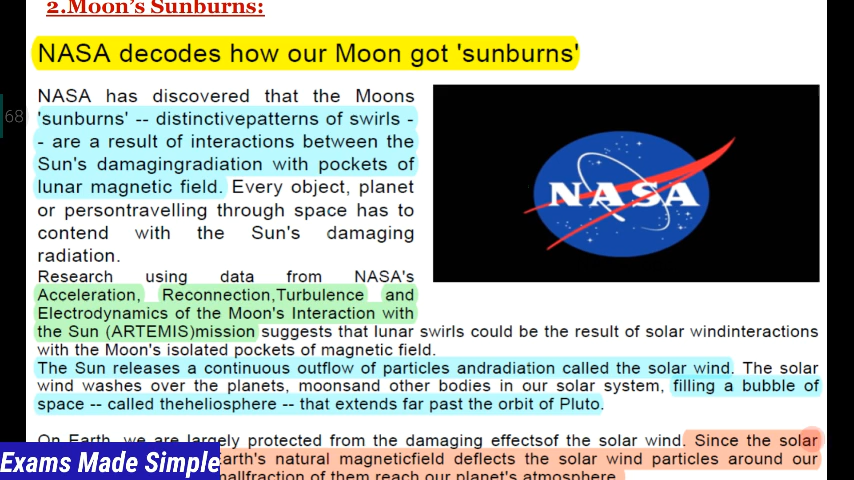 2.Moon's Sunburns:
NASA decodes how our Moon got 'sunburns'
NASA has discovered that the Moons
'sunburns' -- distinctivepatterns of swirls -
- are a result of interactions between the
Sun's damagingradiation with pockets of
lunar magnetic field. Every object, planet
or persontravelling through space has to
contend with the Sun's damaging
radiation.
NASA
Research using data from NASA's
Acceleration, Reconnection,Turbulence and
Electrodynamics of the Moon's Interaction with
the Sun (ARTEMIS)mission suggests that lunar swirls could be the result of solar windinteractions
with the Moon's isolated pockets of magnetic field.
The Sun releases a continuous outflow of particles andradiation called the solar wind. The solar
wind washes over the planets, moonsand other bodies in our solar system, filling a bubble of
space -- called theheliosphere -- that extends far past the orbit of Pluto.
On Earth, we are largely protected from the damaging effectsof the solar wind. Since the solar
Earth's natural magneticfield deflects the solar wind particles around our
of them reach our planet's atmosphere.
68
Exams Made Simple